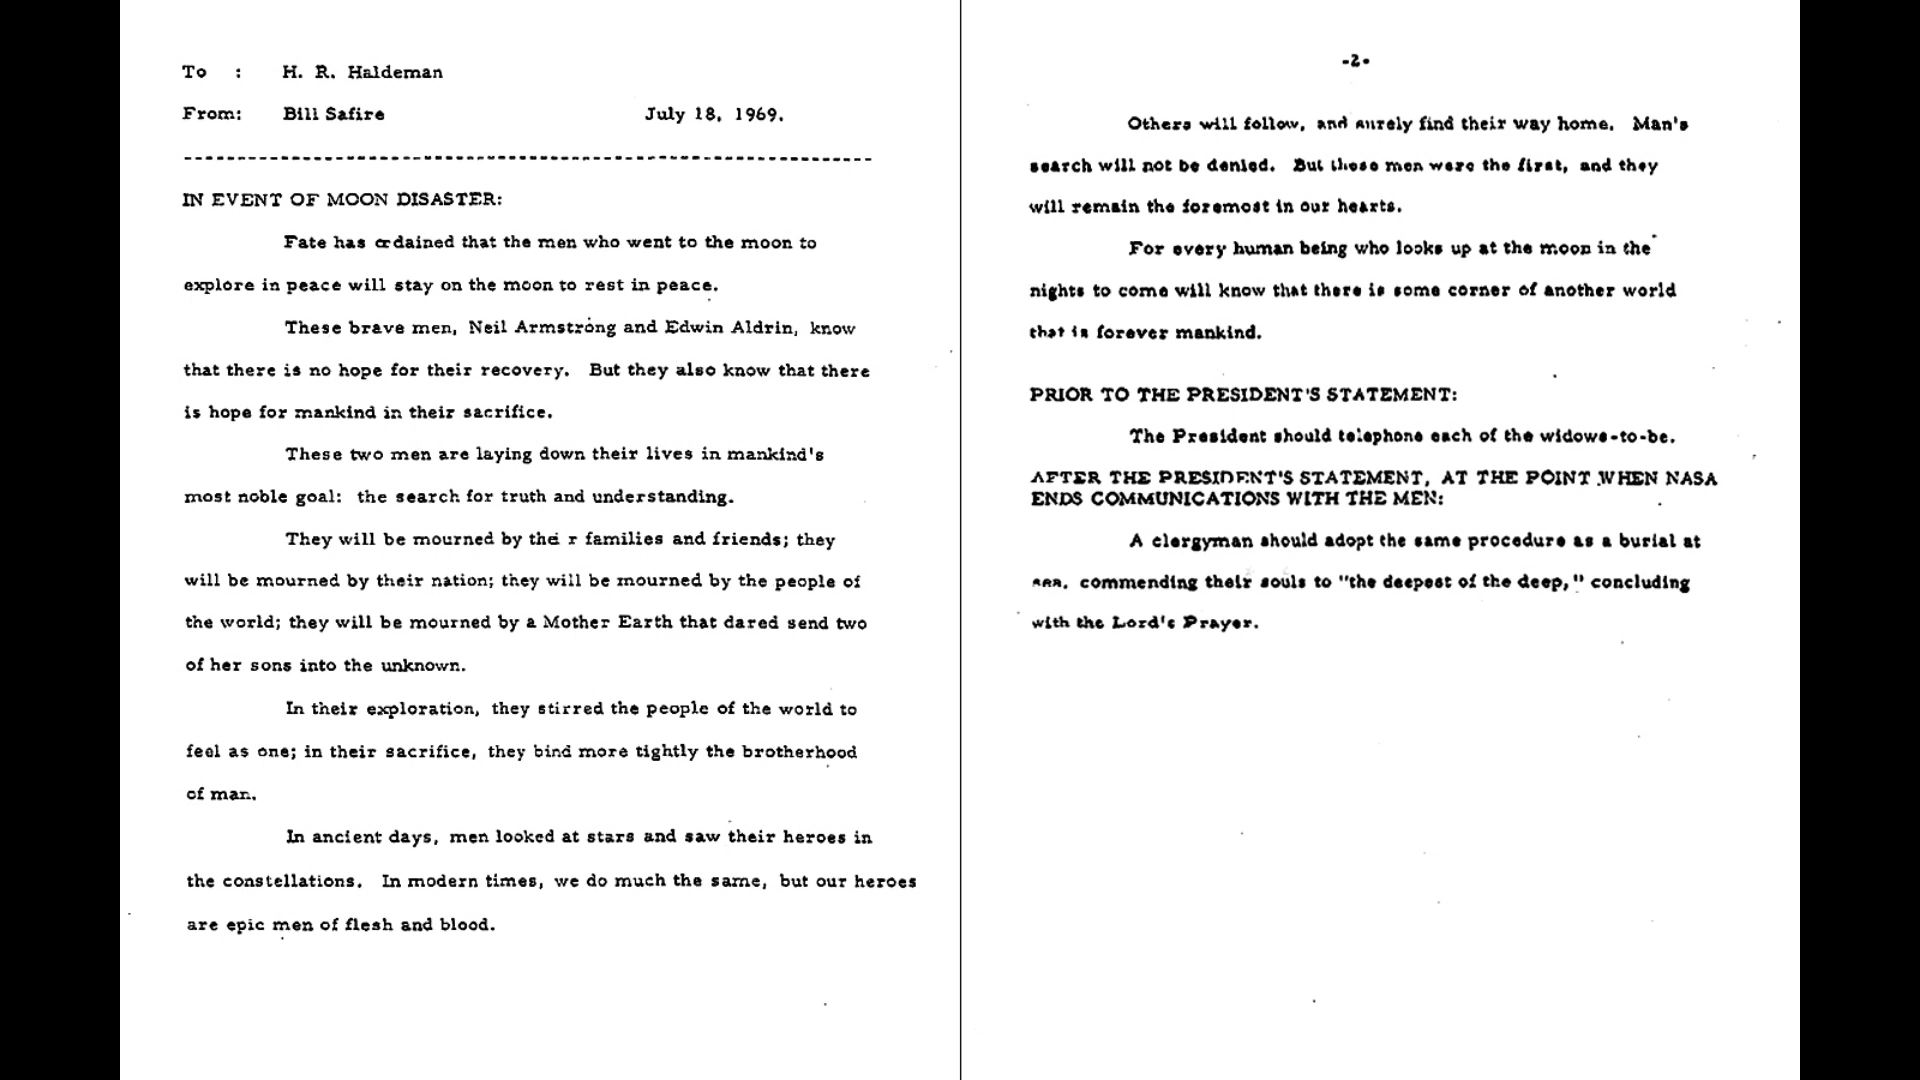 To : H. R. Haldeman
From: Bill Safire July 18, 1969.
IN EVENT OF MOON DISASTER:
Fate has ordained that the men who went to the moon to
explore in peace will stay on the moon to rest in peace.
These brave men, Neil Armstrong and Edwin Aldrin, know
that there is no hope for their recovery. But they also know that there
is hope for mankind in their sacrifice.
These two men are laying down their lives in mankind's
most noble goal: the search for truth and understanding.
They will be mourned by their families and friends; they
will be mourned by their nation; they will be mourned by the people of
the world; they will be mourned by a Mother Earth that dared send two
of her sons into the unknown.
In their exploration, they stirred the people of the world to
feel as one; in their sacrifice, they bind more tightly the brotherhood
of man.
In ancient days, men looked at stars and saw their heroes in
the constellations. In modern times, we do much the same, but our heroes
are epic men of flesh and blood.
-2-
Others will follow, and surely find their way home. Man's
search will not be denied. But these men were the first, and they
will remain the foremost in our hearts.
For every human being who looks up at the moon in the
nights to come will know that there is some corner of another world
that is forever mankind.
PRIOR TO THE PRESIDENT'S STATEMENT:
The President should telephone each of the widows-to-be.
AFTER THE PRESIDENT'S STATEMENT, AT THE POINT WHEN NASA
ENDS COMMUNICATIONS WITH THE MEN:
A clergyman should adopt the same procedure as a burial at
sea, commending their souls to "the deepest of the deep," concluding
with the Lord's Prayer.